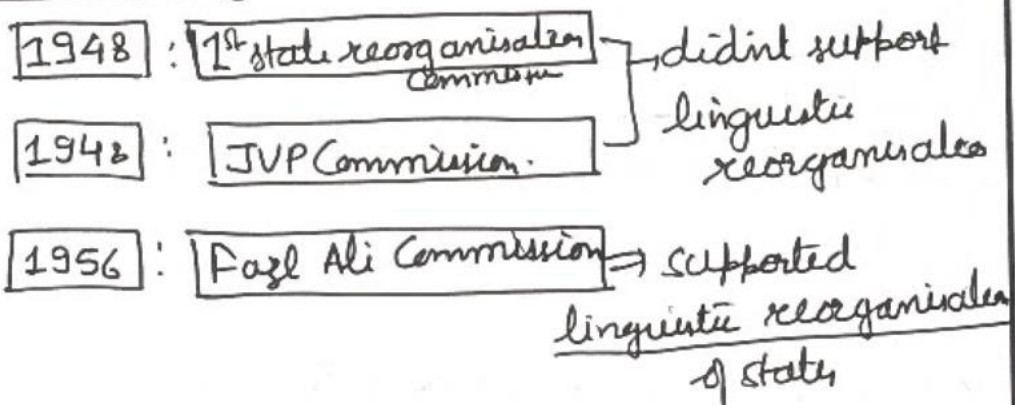 1948 : 1st state reorganisation commission
didint support
linguistic
reorganisation
1948 : JVP Commission.
1956 : Fazl Ali Commission ⇒ supported
linguistic reorganisation
of states